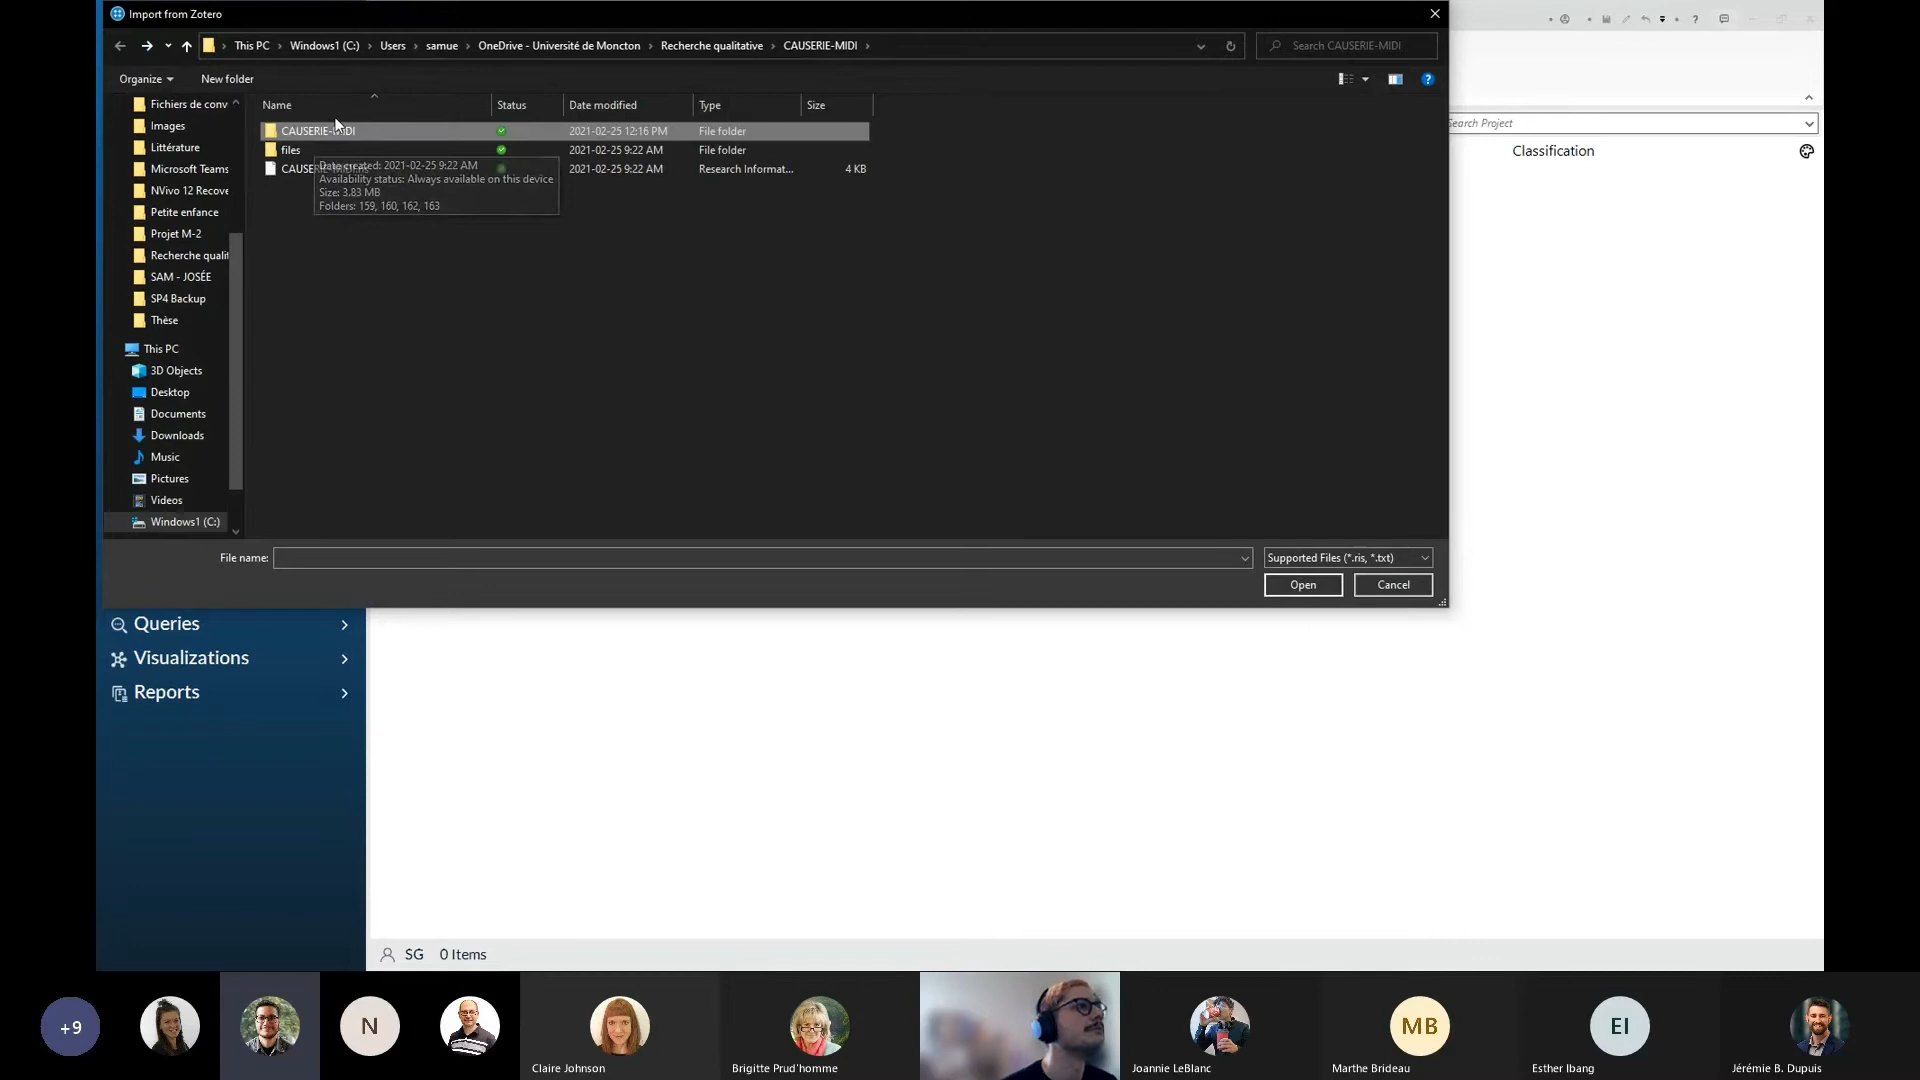 Import from Zotero
This PC > Windows1 (C:) > Users > samue > OneDrive - Université de Moncton > Recherche qualitative > CAUSERIE-MIDI >
Search CAUSERIE-MIDI
Organize
New folder
?
Name
Status
Date modified
Type
Size
CAUSERIE-MIDI
2021-02-25 12:16 PM
File folder
files
2021-02-25 9:22 AM
File folder
2021-02-25 9:22 AM
Research Informat...
4 KB
Date created: 2021-02-25 9:22 AM
Availability status: Always available on this device
Size: 3.83 MB
Folders: 159, 160, 162, 163
Fichiers de conv
Images
Littérature
Microsoft Teams
NVivo 12 Recove
Petite enfance
Projet M-2
Recherche qualit
SAM - JOSÉE
SP4 Backup
Thèse
This PC
3D Objects
Desktop
Documents
Downloads
Music
Pictures
Videos
Windows1 (C:)
File name:
Supported Files (*.ris, *.txt)
Open
Cancel
?
Search Project
Classification
Queries
Visualizations
Reports
SG 0 Items
+9
N
Claire Johnson
Brigitte Prud'homme
Joannie LeBlanc
MB
Marthe Brideau
EI
Esther Ibang
Jérémie B. Dupuis